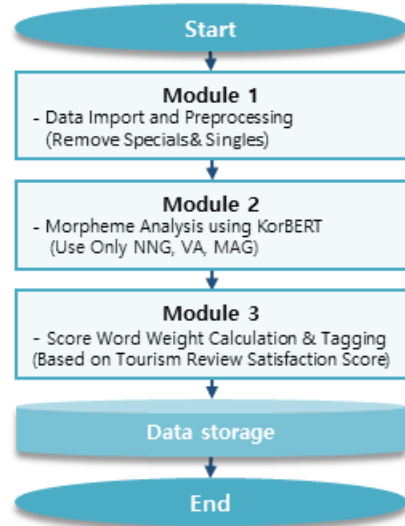 Start
Module 1
- Data Import and Preprocessing
(Remove Specials& Singles)
Module 2
- Morpheme Analysis using KorBERT
(Use Only NNG, VA, MAG)
Module 3
- Score Word Weight Calculation & Tagging
(Based on Tourism Review Satisfaction Score)
Data storage
End